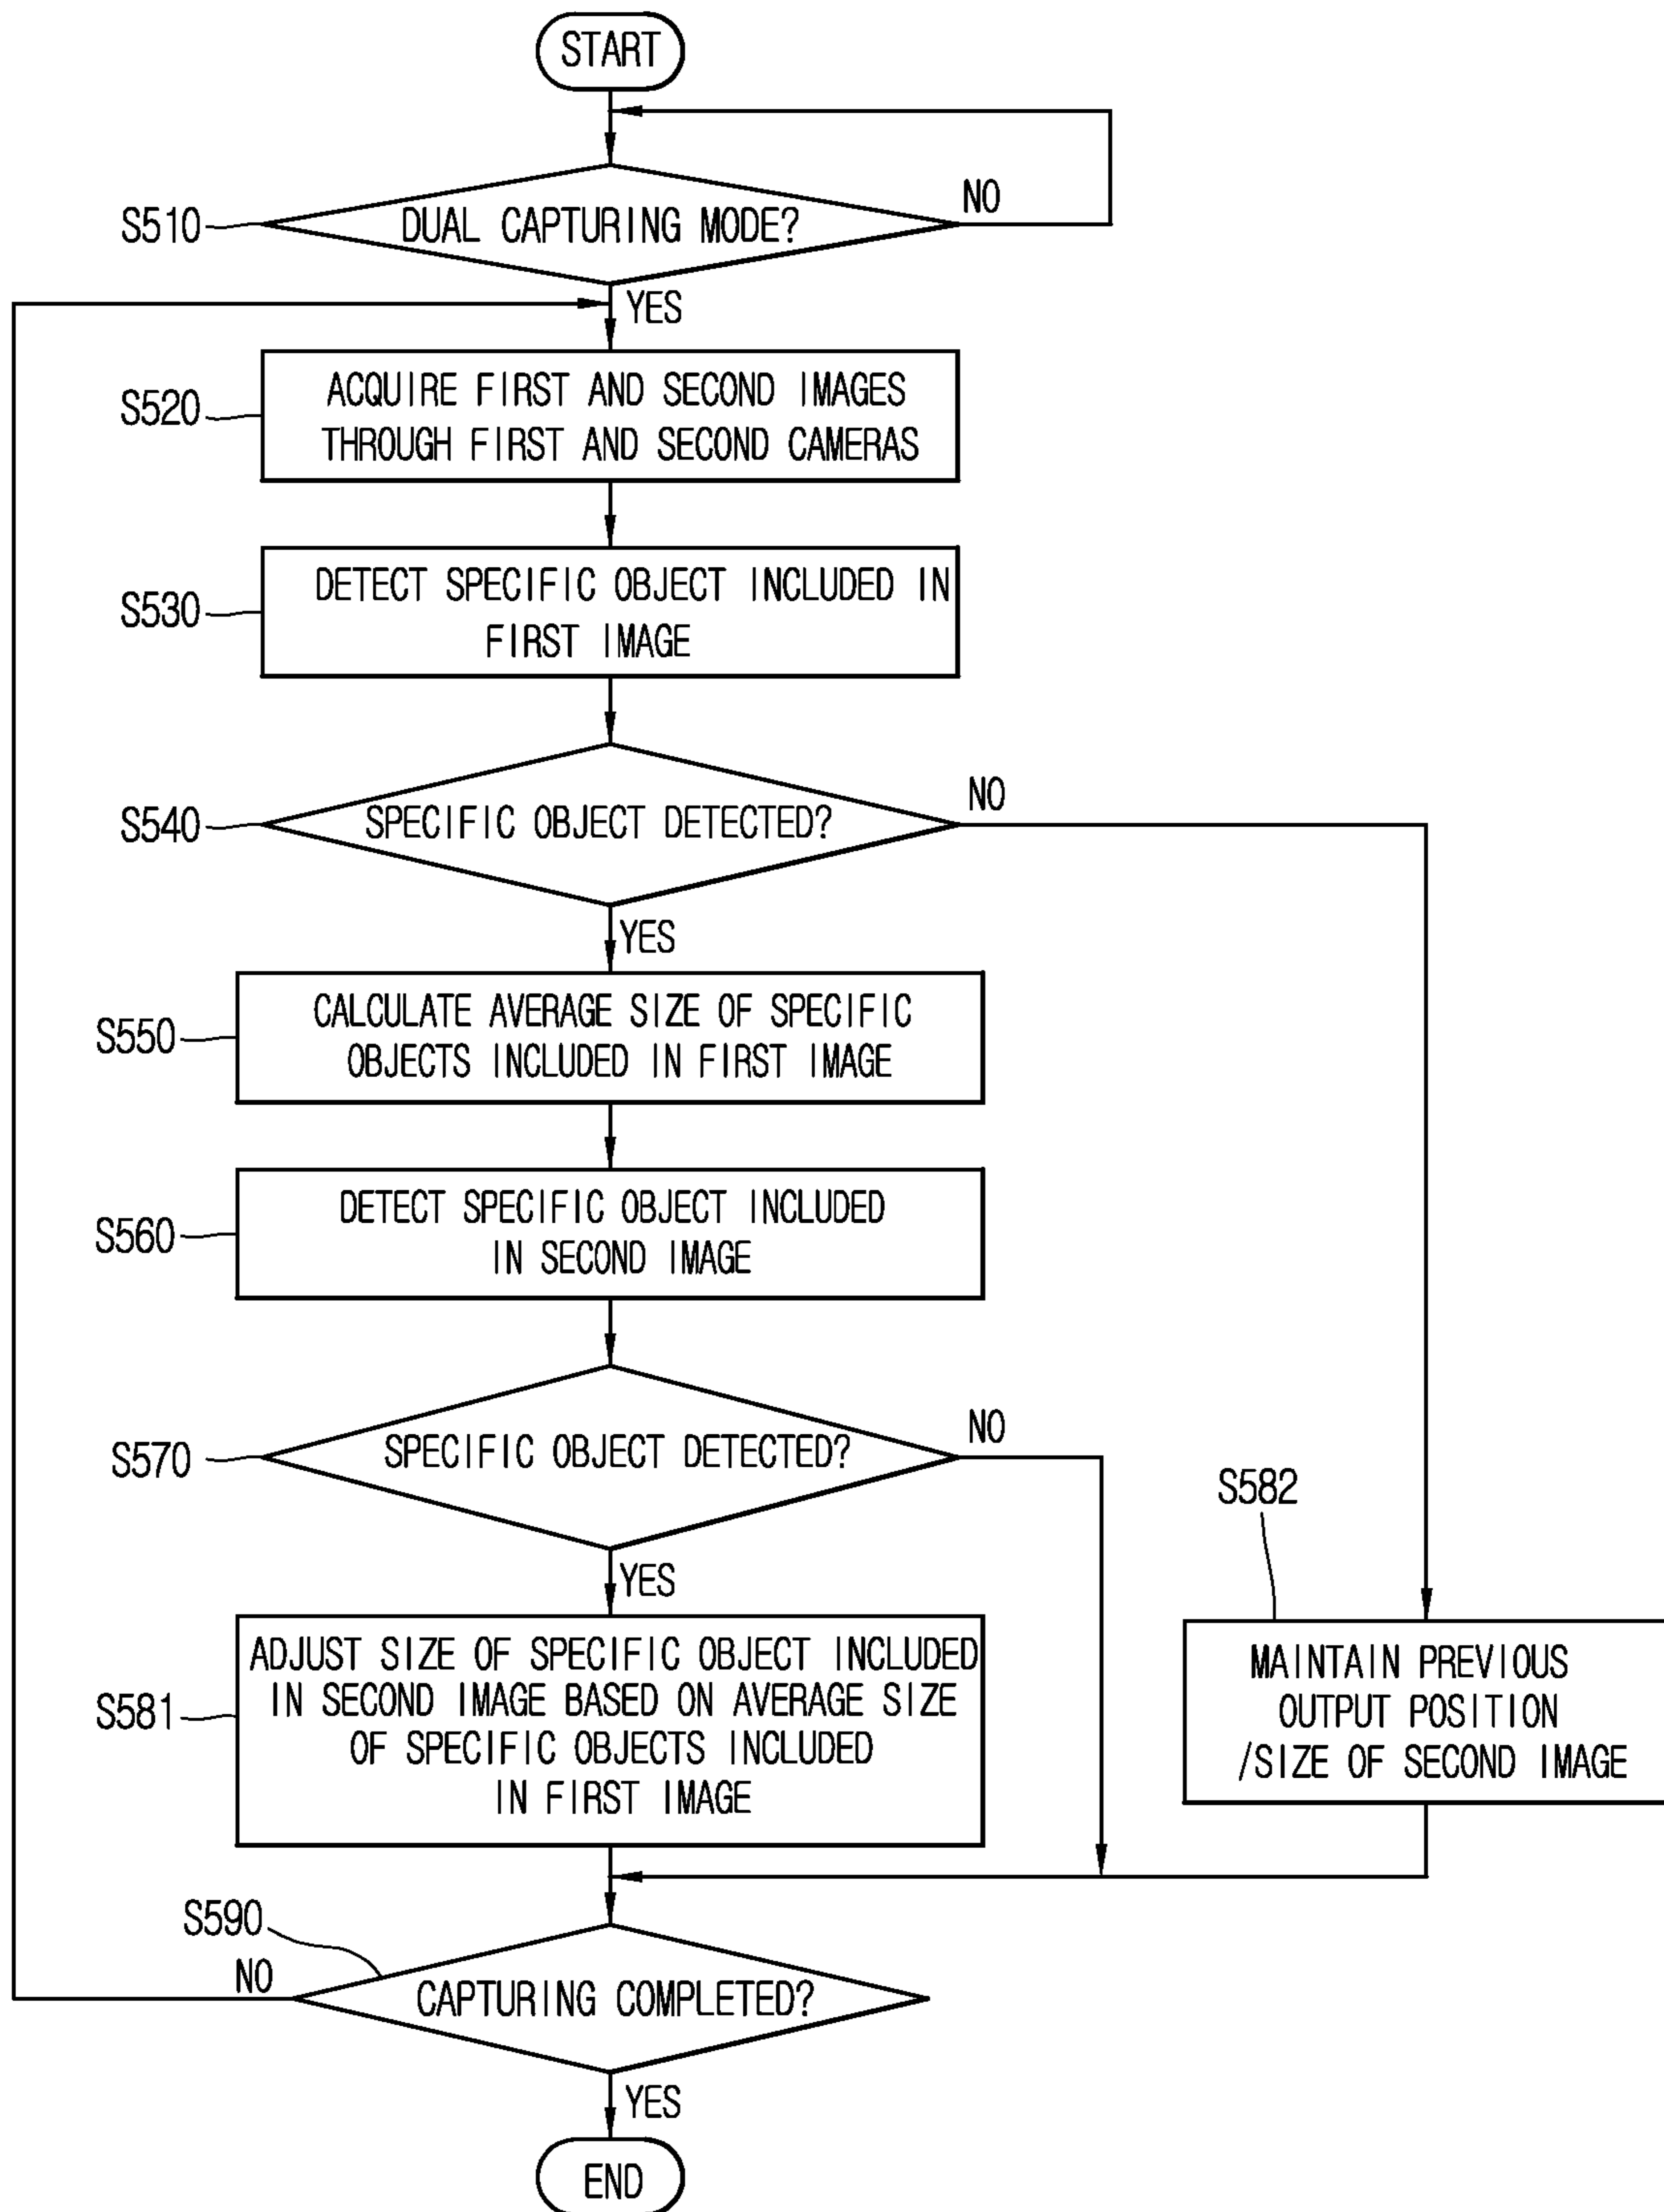 START
DUAL CAPTURING MODE?
NO
S510
YES
ACQUIRE FIRST AND SECOND IMAGES
THROUGH FIRST AND SECOND CAMERAS
S520
DETECT SPECIFIC OBJECT INCLUDED IN
FIRST IMAGE
S530
SPECIFIC OBJECT DETECTED?
NO
S540
YES
CALCULATE AVERAGE SIZE OF SPECIFIC
OBJECTS INCLUDED IN FIRST IMAGE
S550
DETECT SPECIFIC OBJECT INCLUDED
IN SECOND IMAGE
S560
SPECIFIC OBJECT DETECTED?
NO
S570
YES
ADJUST SIZE OF SPECIFIC OBJECT INCLUDED
IN SECOND IMAGE BASED ON AVERAGE SIZE
OF SPECIFIC OBJECTS INCLUDED
IN FIRST IMAGE
S581
S582
MAINTAIN PREVIOUS
OUTPUT POSITION
/SIZE OF SECOND IMAGE
S590
NO
CAPTURING COMPLETED?
YES
END